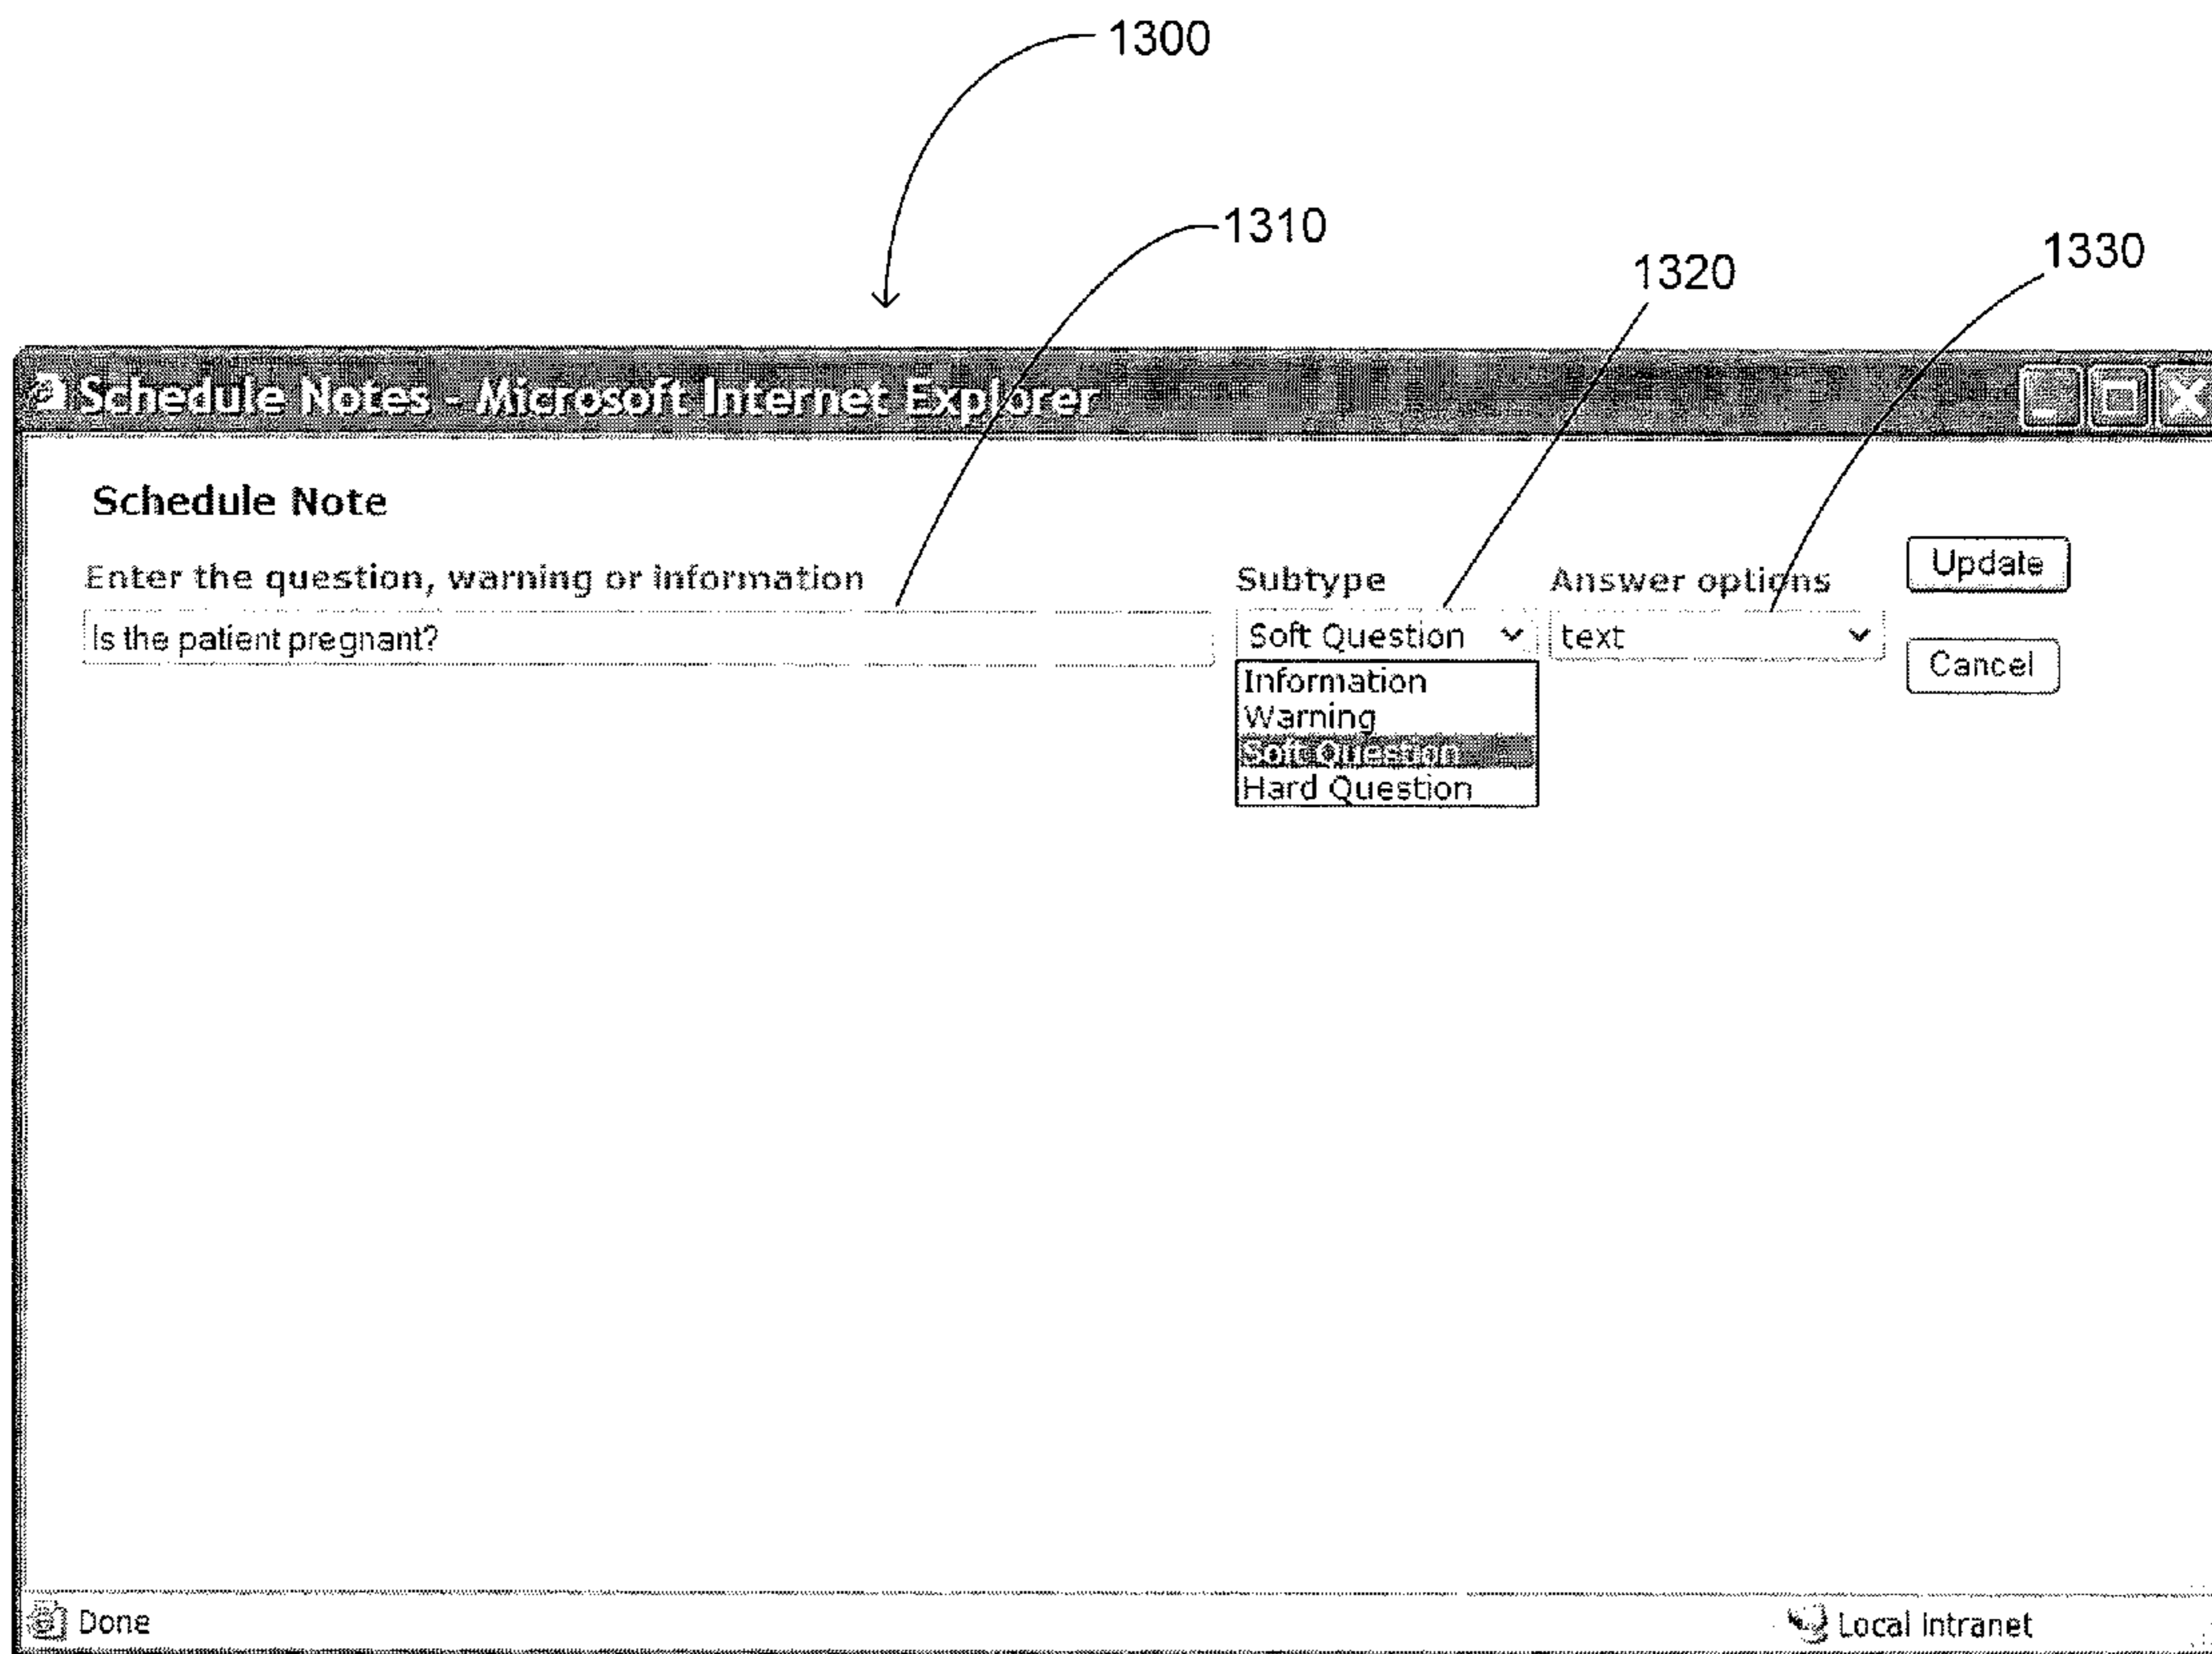 1300
1310
1320
1330
Schedule Notes - Microsoft Internet Explorer
Schedule Note
Enter the question, warning or information
Subtype
Answer options
Update
Is the patient pregnant?
Soft Question
text
Cancel
Information
Warning
Soft Question
Hard Question
Done
Local intranet